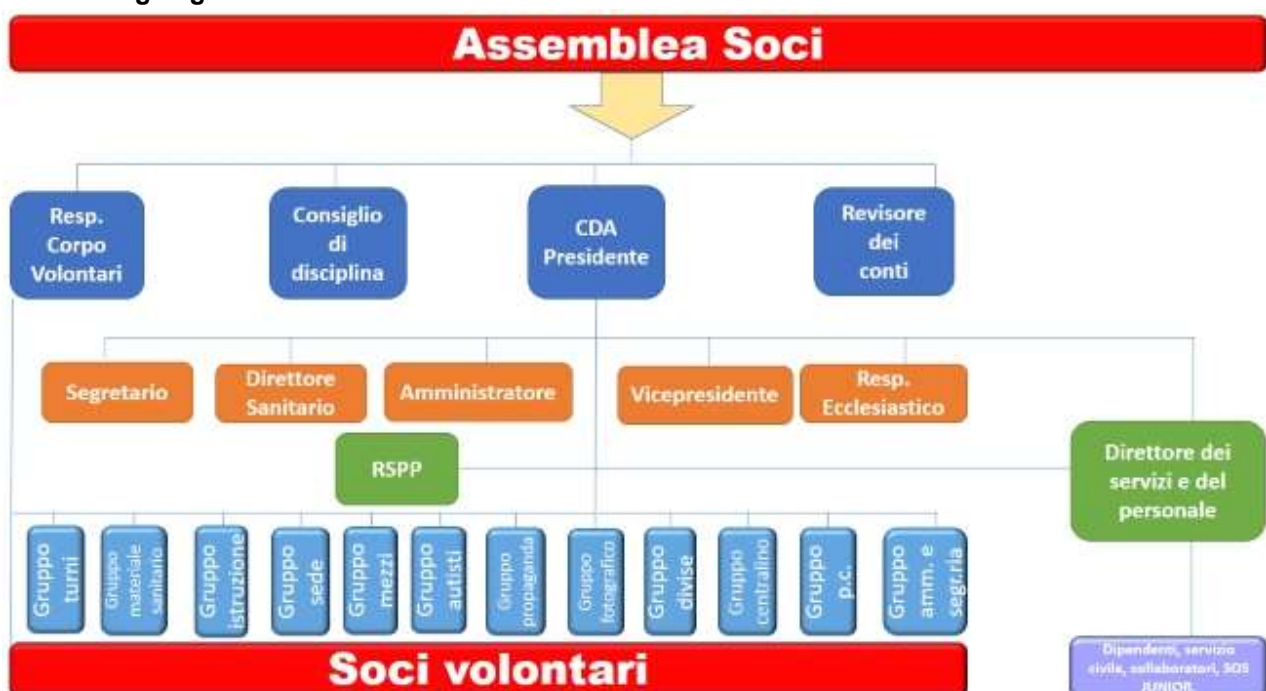 Assemblea Soci
Resp.
Corpo
Volontari
Consiglio
di
disciplina
CDA
Presidente
Revisore
dei
conti
Segretario
Direttore
Sanitario
Amministratore
Vicepresidente
Resp.
Ecclesiastico
RSPP
Direttore dei
servizi e del
personale
Gruppo
turni
Gruppo
materiale
sanitario
Gruppo
istruzione
Gruppo
sede
Gruppo
mezzi
Gruppo
autisti
Gruppo
propaganda
Gruppo
fotografico
Gruppo
divise
Gruppo
centralino
Gruppo
p.c.
Gruppo
amm. e
segr.ria
Soci volontari
Dipendenti, servizio
civile, collaboratori, SOS
JUNIOR